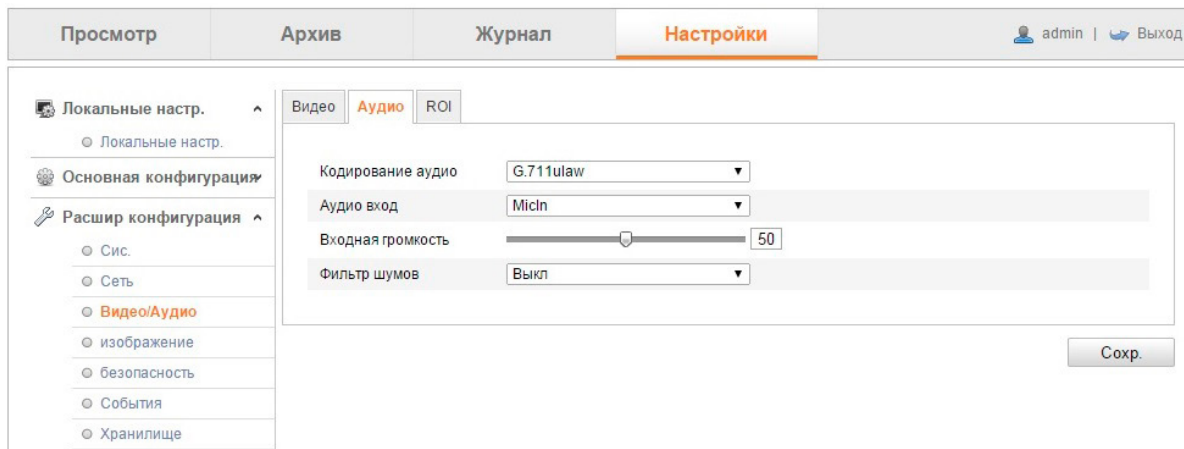 Просмотр Архив Журнал Настройки admin | Выход
Локальные настр.
Локальные настр.
Основная конфигурация
Расшир конфигурация
Сис.
Сеть
Видео/Аудио
изображение
безопасность
События
Хранилище
Видео Аудио ROI
Кодирование аудио G.711ulaw
Аудио вход MicIn
Входная громкость 50
Фильтр шумов Выкл
Сохр.